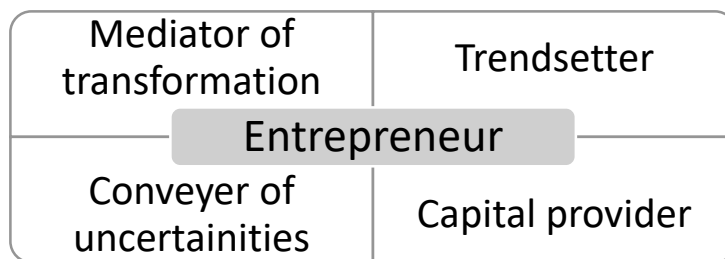 Mediator of
transformation
Trendsetter
Entrepreneur
Conveyer of
uncertainities
Capital provider